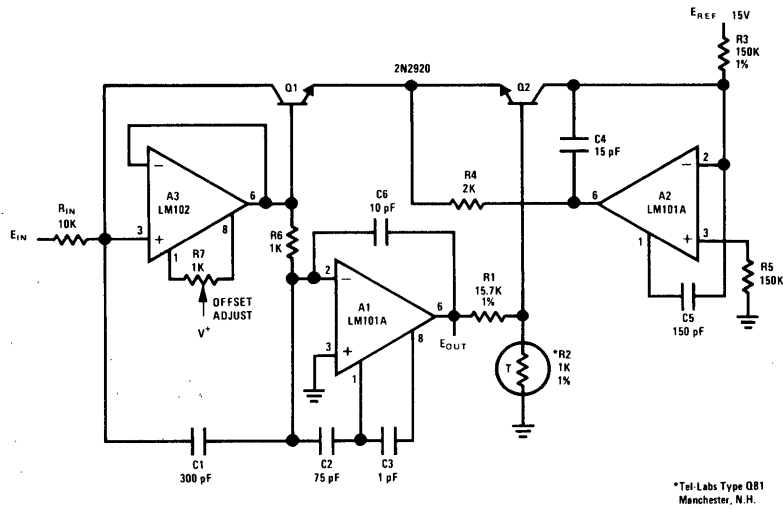 EREF 15V
R3
150K
1%
2N2920
Q1
Q2
C4
15 pF
R4
2K
A3
LM102
6
C6
10 pF
6
A2
LM101A
2
3
1
RIN
10K
EIN
3
1
8
R7
1K
OFFSET
ADJUST
V+
R6
1K
2
A1
LM101A
3
6
8
1
R1
15.7K
1%
EOUT
R5
150K
C5
150 pF
T
*R2
1K
1%
C1
300 pF
C2
75 pF
C3
1 pF
*Tel-Labs Type Q81
Manchester, N.H.